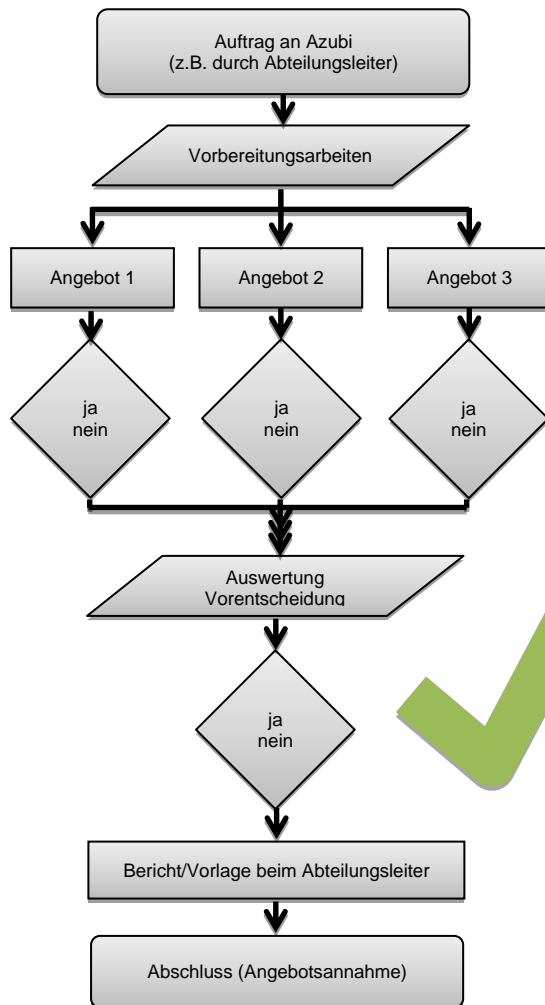 Auftrag an Azubi
(z.B. durch Abteilungsleiter)
Vorbereitungsarbeiten
Angebot 1
Angebot 2
Angebot 3
ja
nein
ja
nein
ja
nein
Auswertung
Vorentscheidung
ja
nein
Bericht/Vorlage beim Abteilungsleiter
Abschluss (Angebotsannahme)